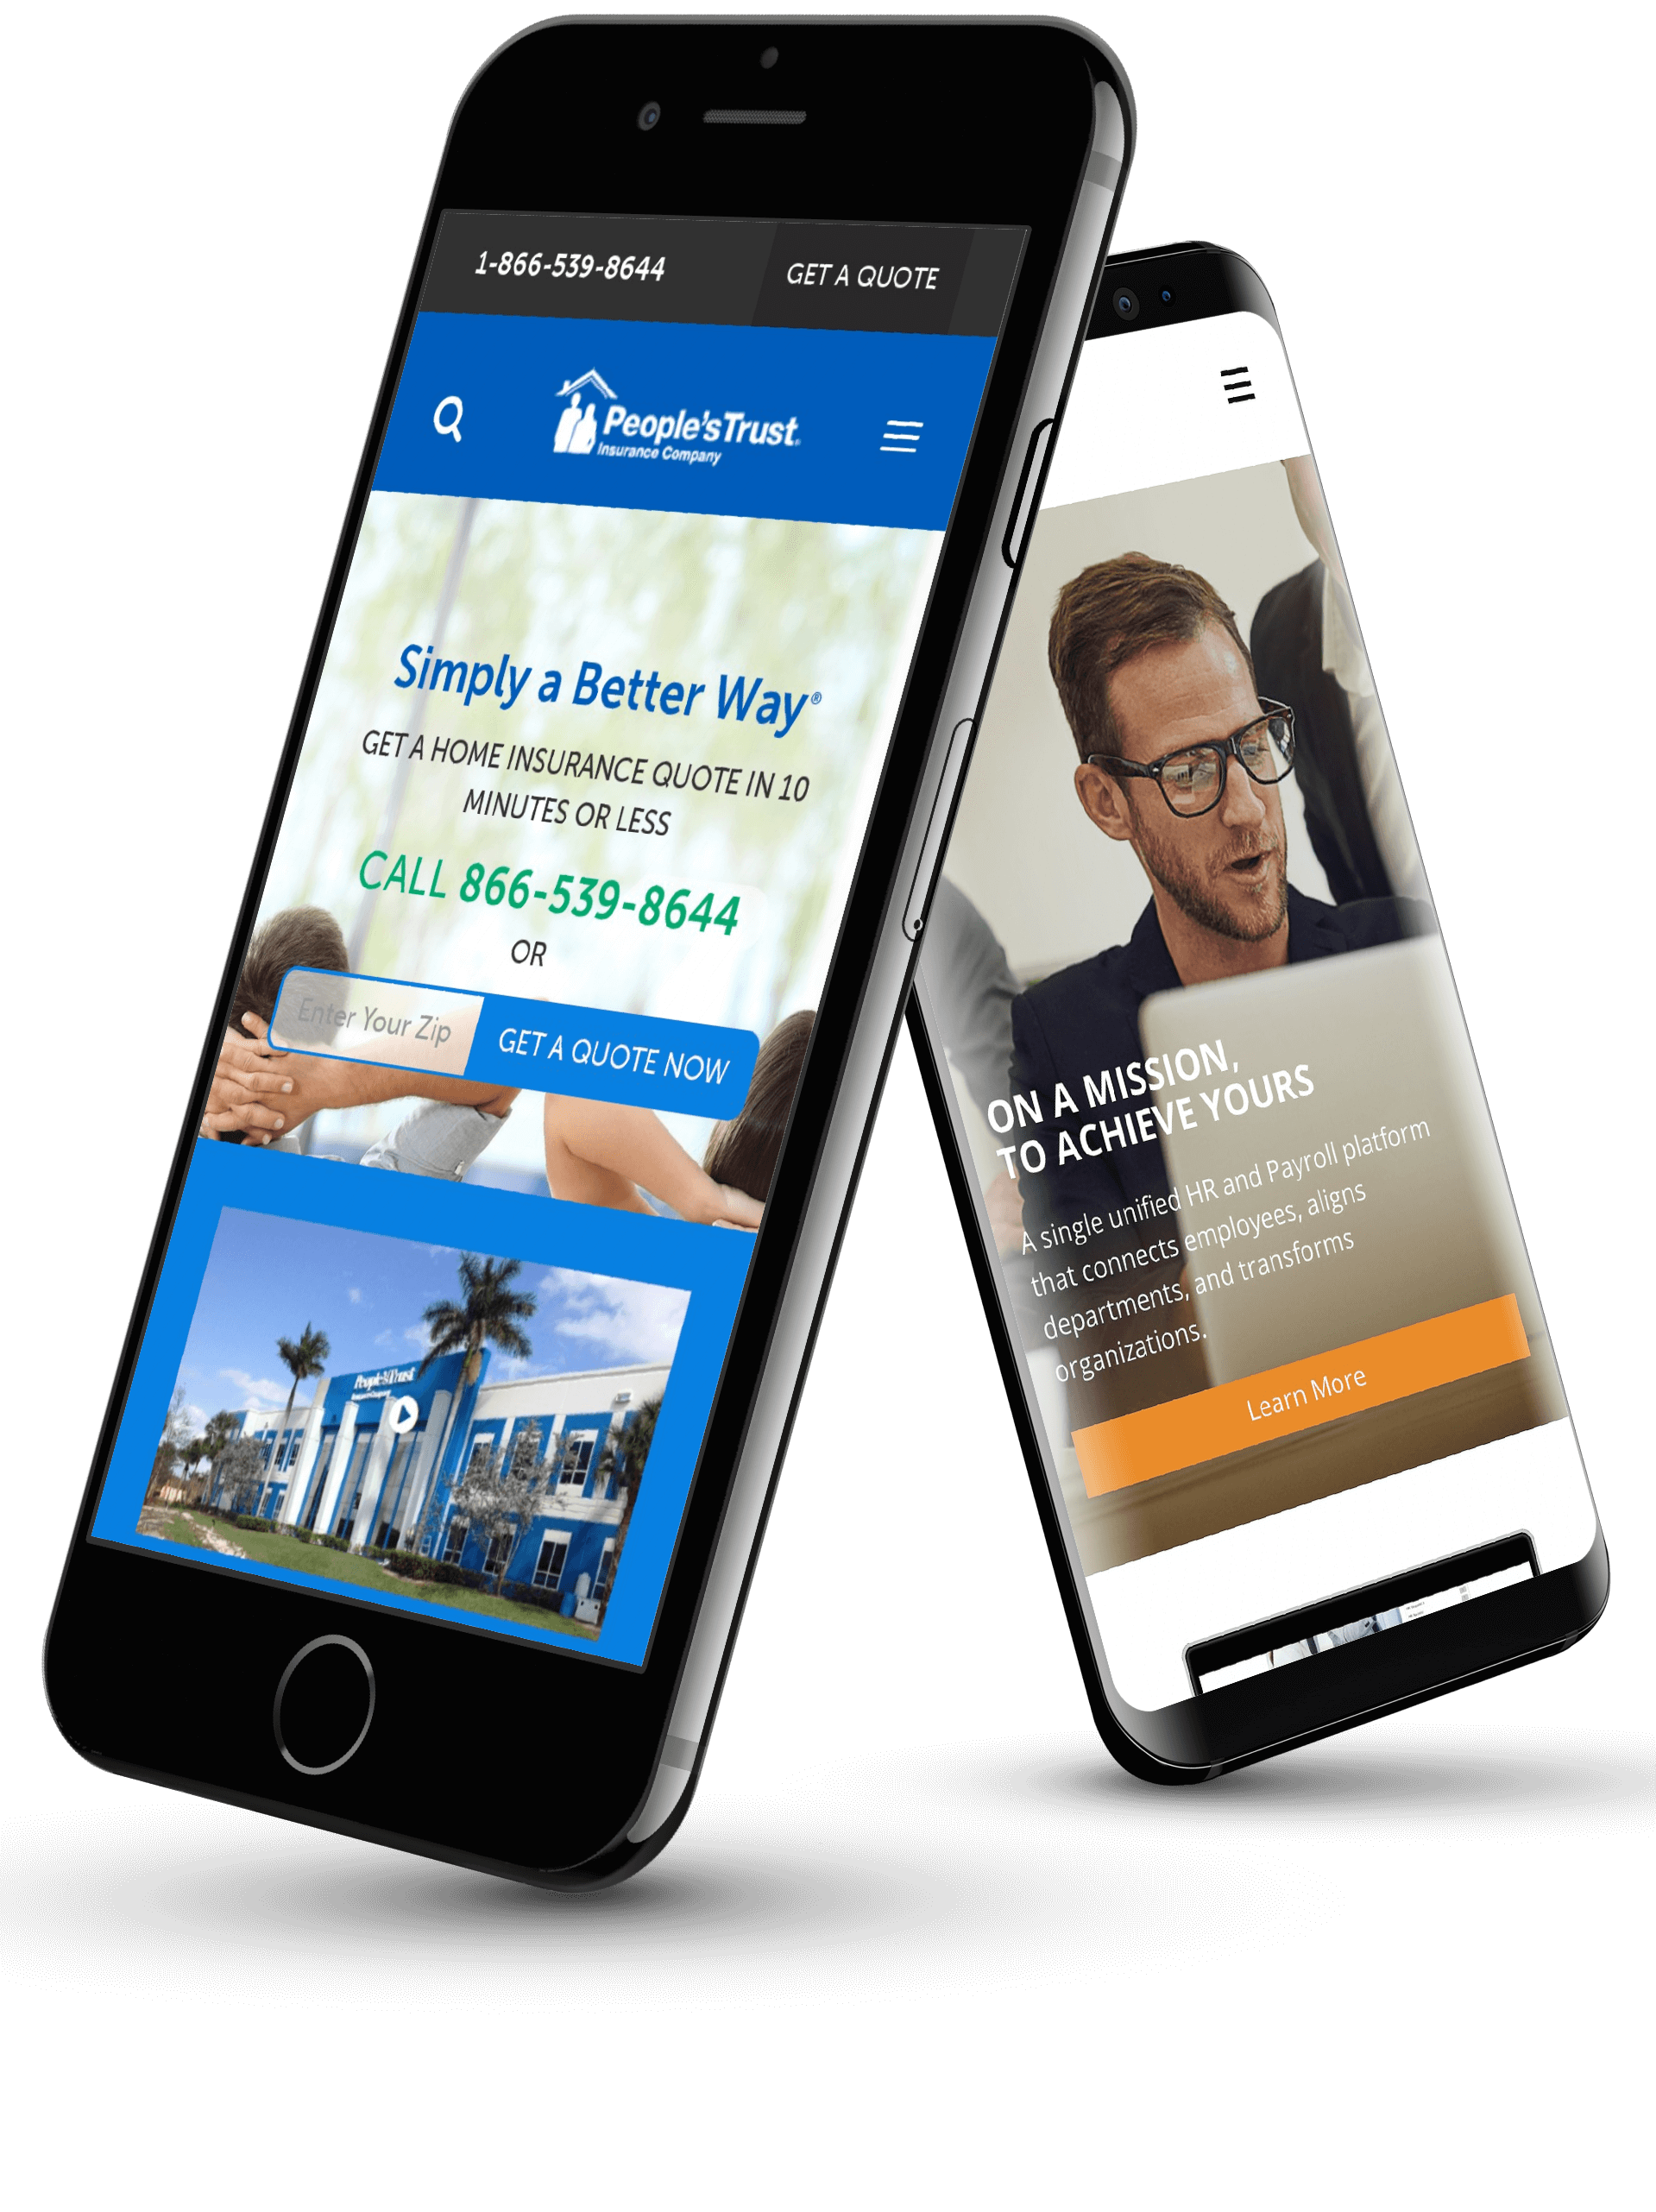 1-866-539-8644
GET A QUOTE
People's Trust®
Insurance Company
Simply a Better Way®
GET A HOME INSURANCE QUOTE IN 10
MINUTES OR LESS
CALL 866-539-8644
OR
Enter Your Zip
GET A QUOTE NOW
People's Trust
ON A MISSION,
TO ACHIEVE YOURS
A single unified HR and Payroll platform
that connects employees, aligns
departments, and transforms
organizations.
Learn More